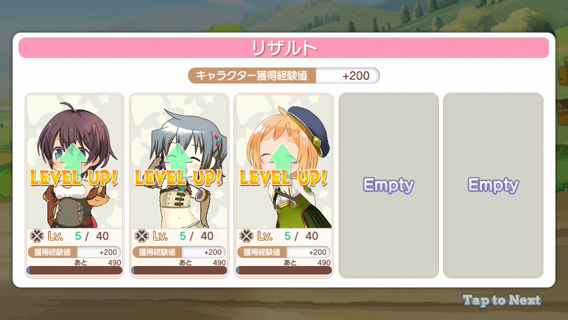 リザルト
キャラクター獲得経験値 +200
LEVEL UP! LEVEL UP! LEVEL UP! Empty Empty
Lv. 5 / 40 Lv. 5 / 40 Lv. 5 / 40
獲得経験値 +200 獲得経験値 +200 獲得経験値 +200
あと 490 あと 490 あと 490
Tap to Next